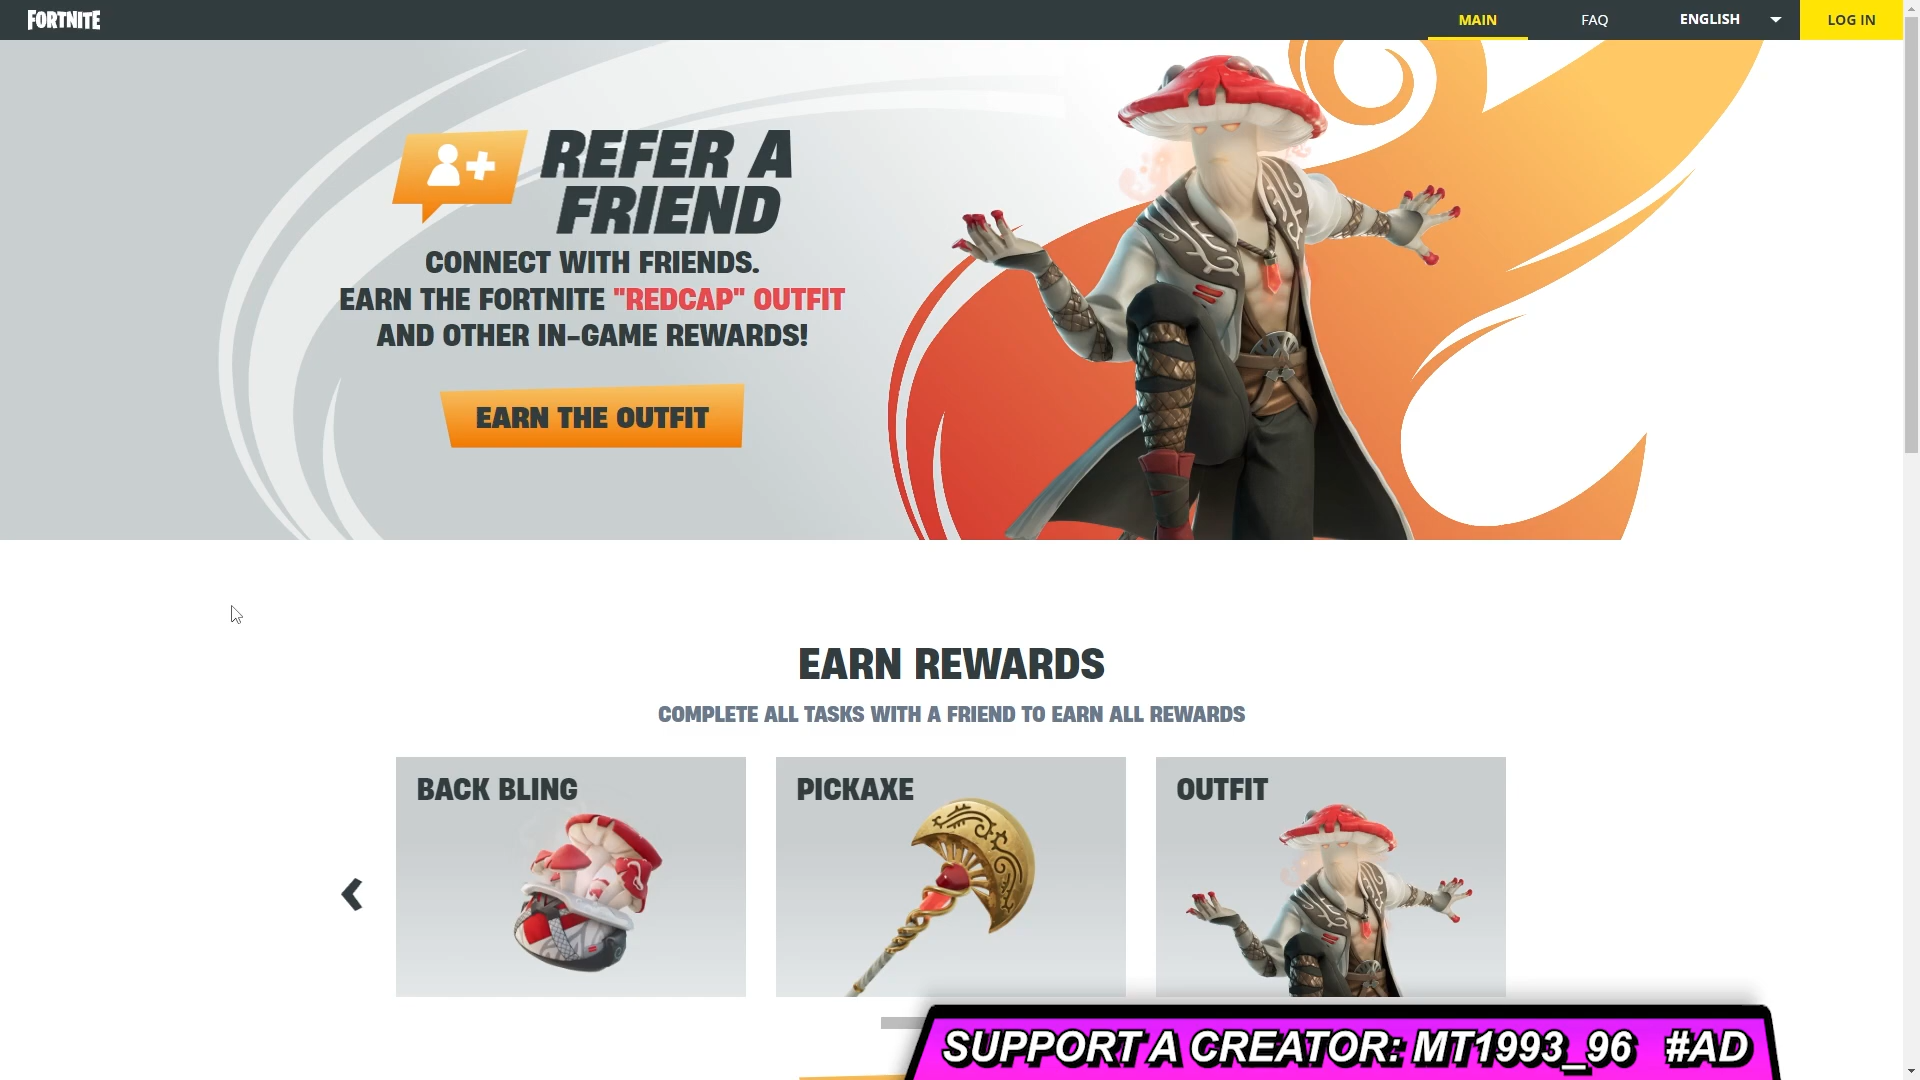 FORTNITE
MAIN
FAQ
ENGLISH
LOG IN
REFER A
FRIEND
CONNECT WITH FRIENDS.
EARN THE FORTNITE "REDCAP" OUTFIT
AND OTHER IN-GAME REWARDS!
EARN THE OUTFIT
EARN REWARDS
COMPLETE ALL TASKS WITH A FRIEND TO EARN ALL REWARDS
BACK BLING
PICKAXE
OUTFIT
SUPPORT A CREATOR: MT1993_96 #AD